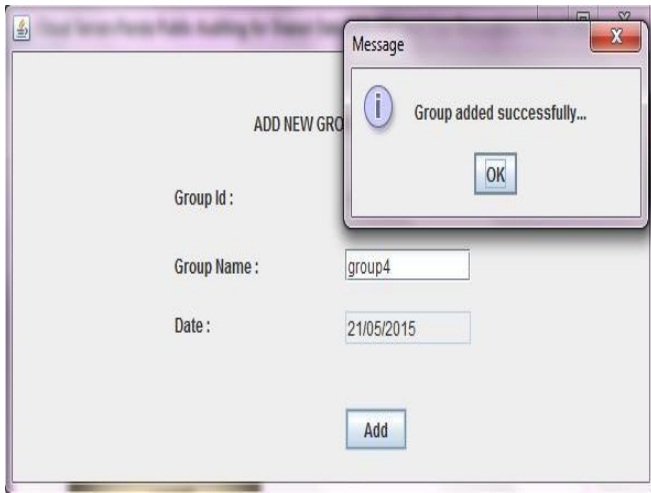 Message
Group added successfully...
OK
ADD NEW GRO
Group Id :
Group Name : group4
Date : 21/05/2015
Add